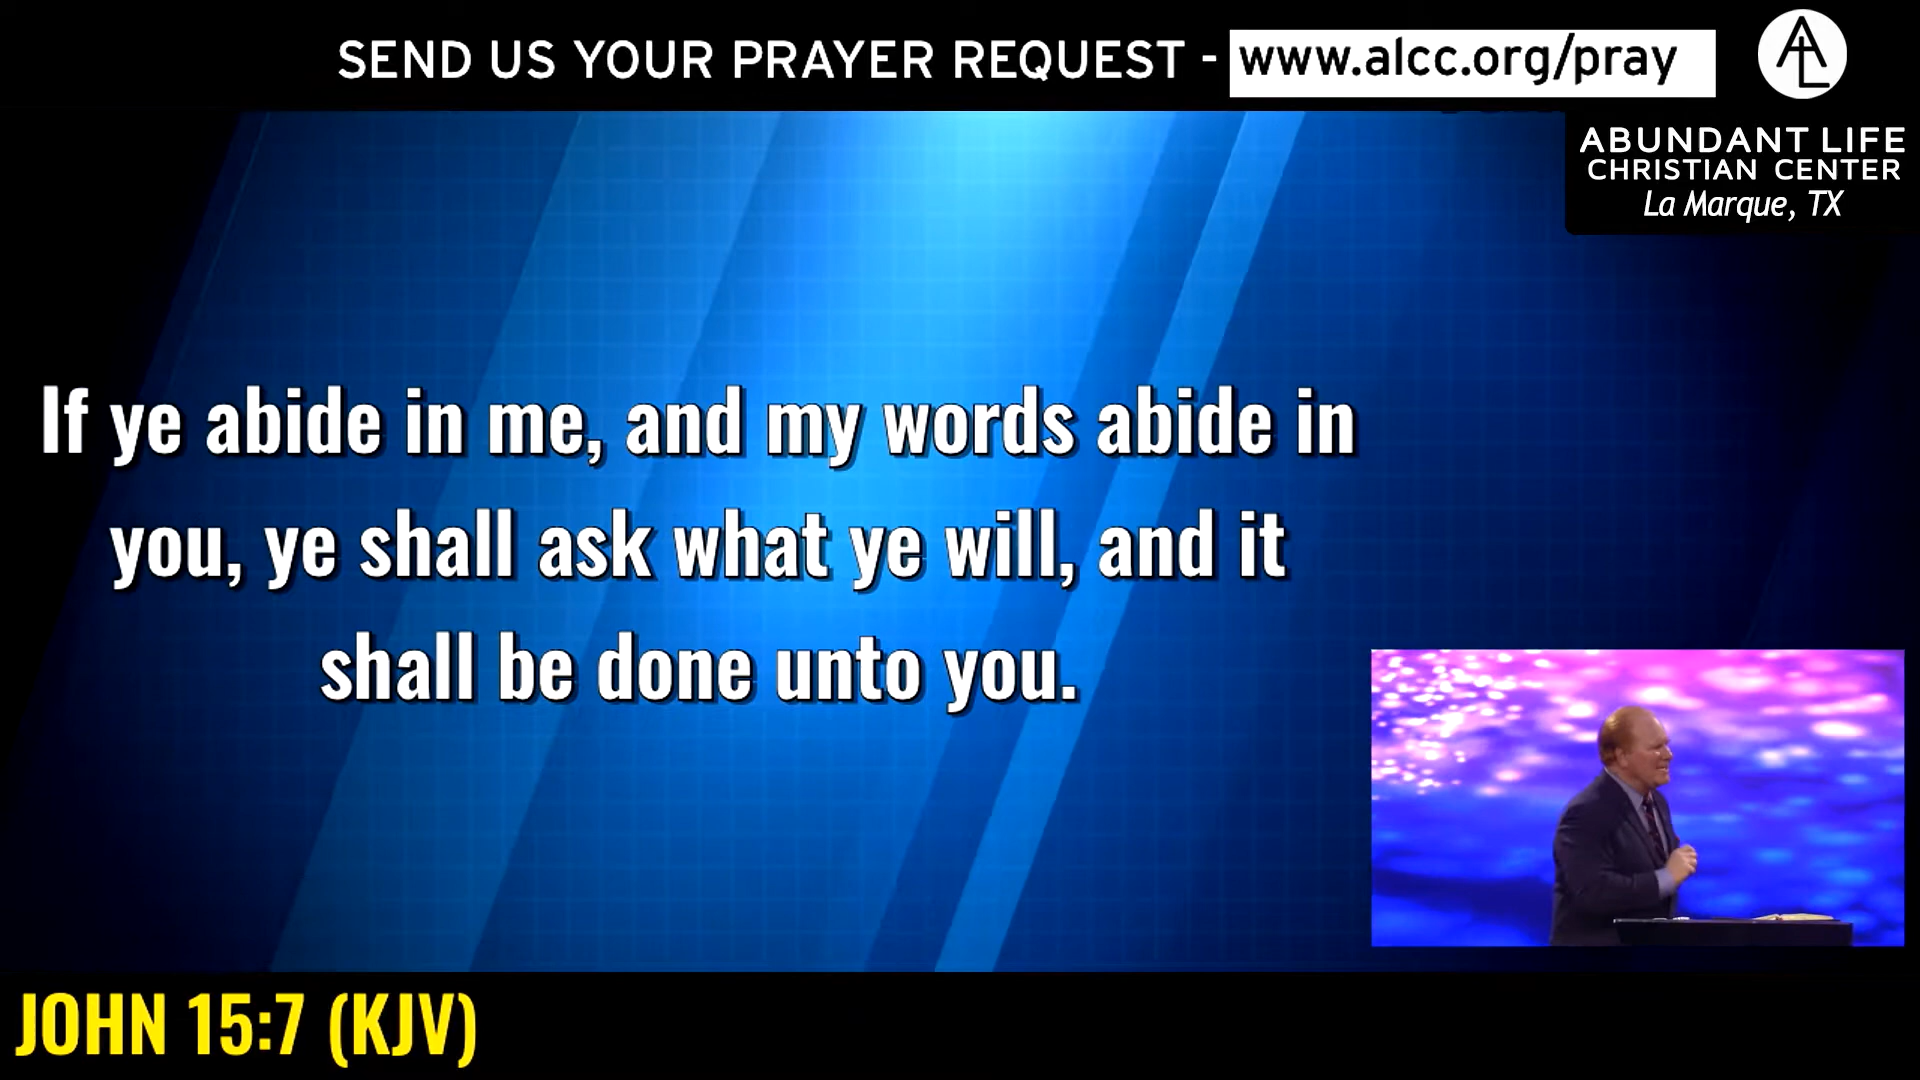 SEND US YOUR PRAYER REQUEST - www.alcc.org/pray
ALC
ABUNDANT LIFE
CHRISTIAN CENTER
La Marque, TX
If ye abide in me, and my words abide in
you, ye shall ask what ye will, and it
shall be done unto you.
JOHN 15:7 (KJV)